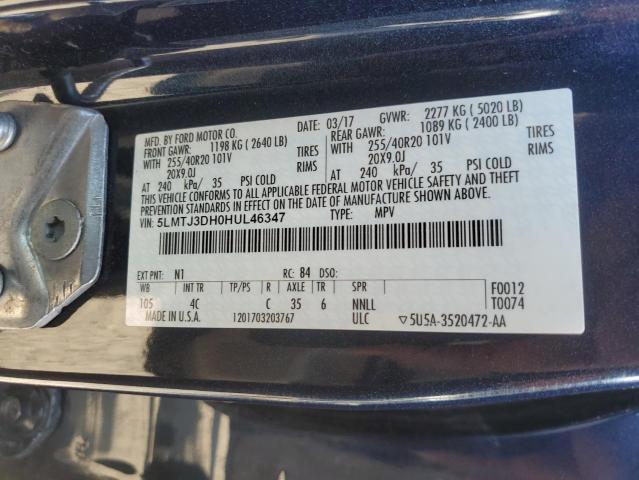 MFD. BY FORD MOTOR CO. 03/17 GVWR: 2277 KG ( 5020 LB)
FRONT GAWR: 1198 KG ( 2640 LB) REAR GAWR: 1089 KG ( 2400 LB)
WITH 255/40R20 101V TIRES WITH 255/40R20 101V TIRES
20X9.0J RIMS 20X9.0J RIMS
AT 240 kPa/ 35 PSI COLD AT 240 kPa/ 35 PSI COLD
THIS VEHICLE CONFORMS TO ALL APPLICABLE FEDERAL MOTOR VEHICLE SAFETY AND THEFT
PREVENTION STANDARDS IN EFFECT ON THE DATE OF MANUFACTURE SHOWN ABOVE.
VIN: 5LMTJ3DH0HUL46347 TYPE: MPV
EXT PNT: N1 RC: 84 DSO:
WB INT TR TP/PS R AXLE TR SPR F0012
105 4C C 35 6 NNLL T0074
1201703203767 ULC ▽5U5A-3520472-AA